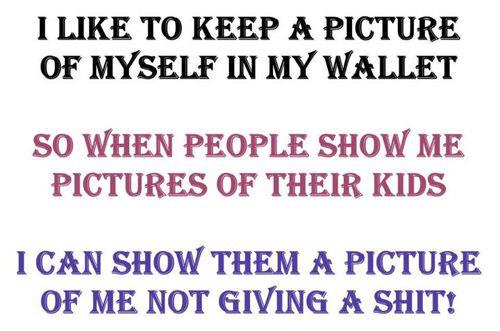 I LIKE TO KEEP A PICTURE
OF MYSELF IN MY WALLET
SO WHEN PEOPLE SHOW ME
PICTURES OF THEIR KIDS
I CAN SHOW THEM A PICTURE
OF ME NOT GIVING A SHIT!